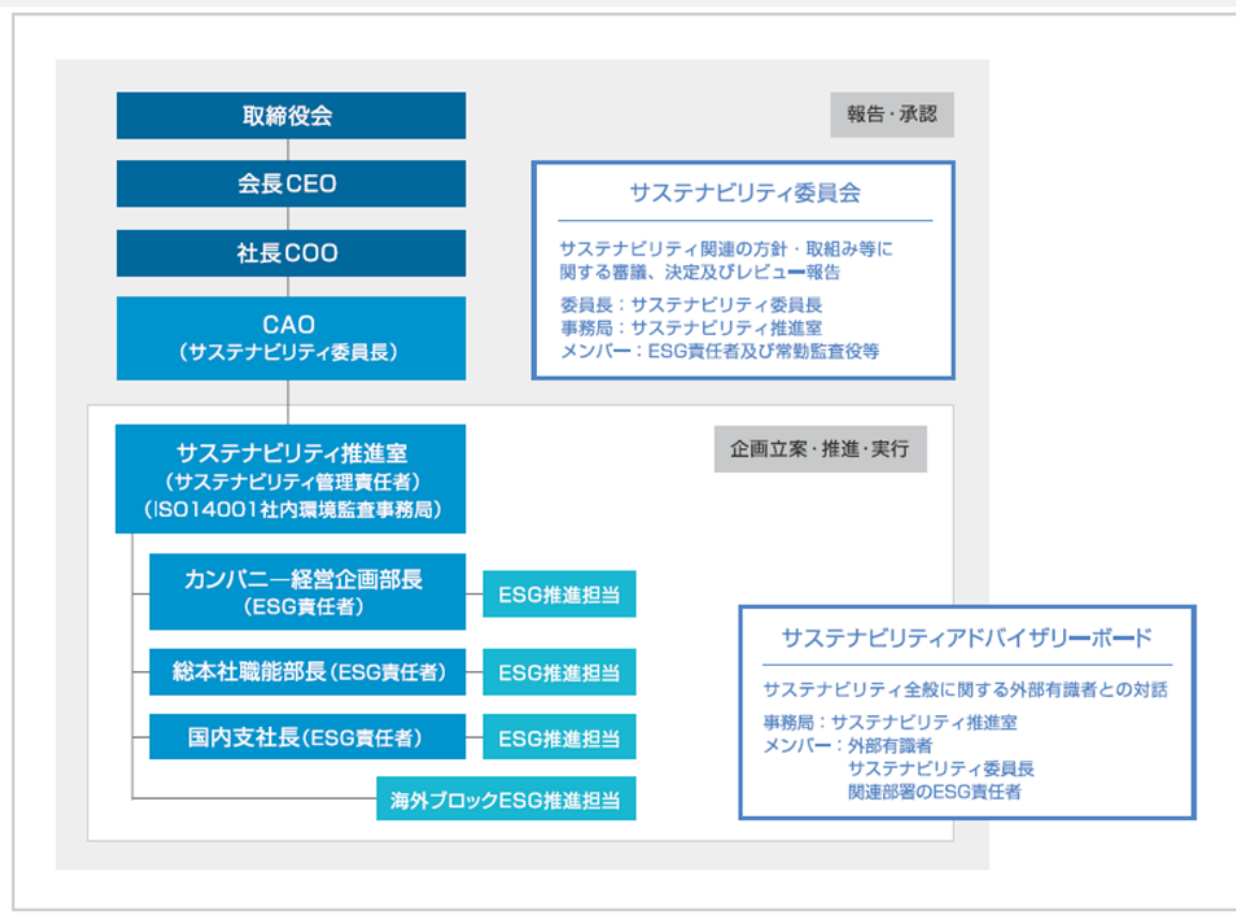 取締役会
報告・承認
会長CEO
社長COO
CAO
（サステナビリティ委員長）
サステナビリティ委員会
サステナビリティ関連の方針・取組み等に
関する審議、決定及びレビュー報告
委員長：サステナビリティ委員長
事務局：サステナビリティ推進室
メンバー：ESG責任者及び常勤監査役等
サステナビリティ推進室
（サステナビリティ管理責任者）
（ISO14001社内環境監査事務局）
企画立案・推進・実行
カンパニー経営企画部長
（ESG責任者）
ESG推進担当
総本社職能部長（ESG責任者）
ESG推進担当
国内支社長（ESG責任者）
ESG推進担当
海外ブロックESG推進担当
サステナビリティアドバイザリーボード
サステナビリティ全般に関する外部有識者との対話
事務局：サステナビリティ推進室
メンバー：外部有識者
サステナビリティ委員長
関連部署のESG責任者